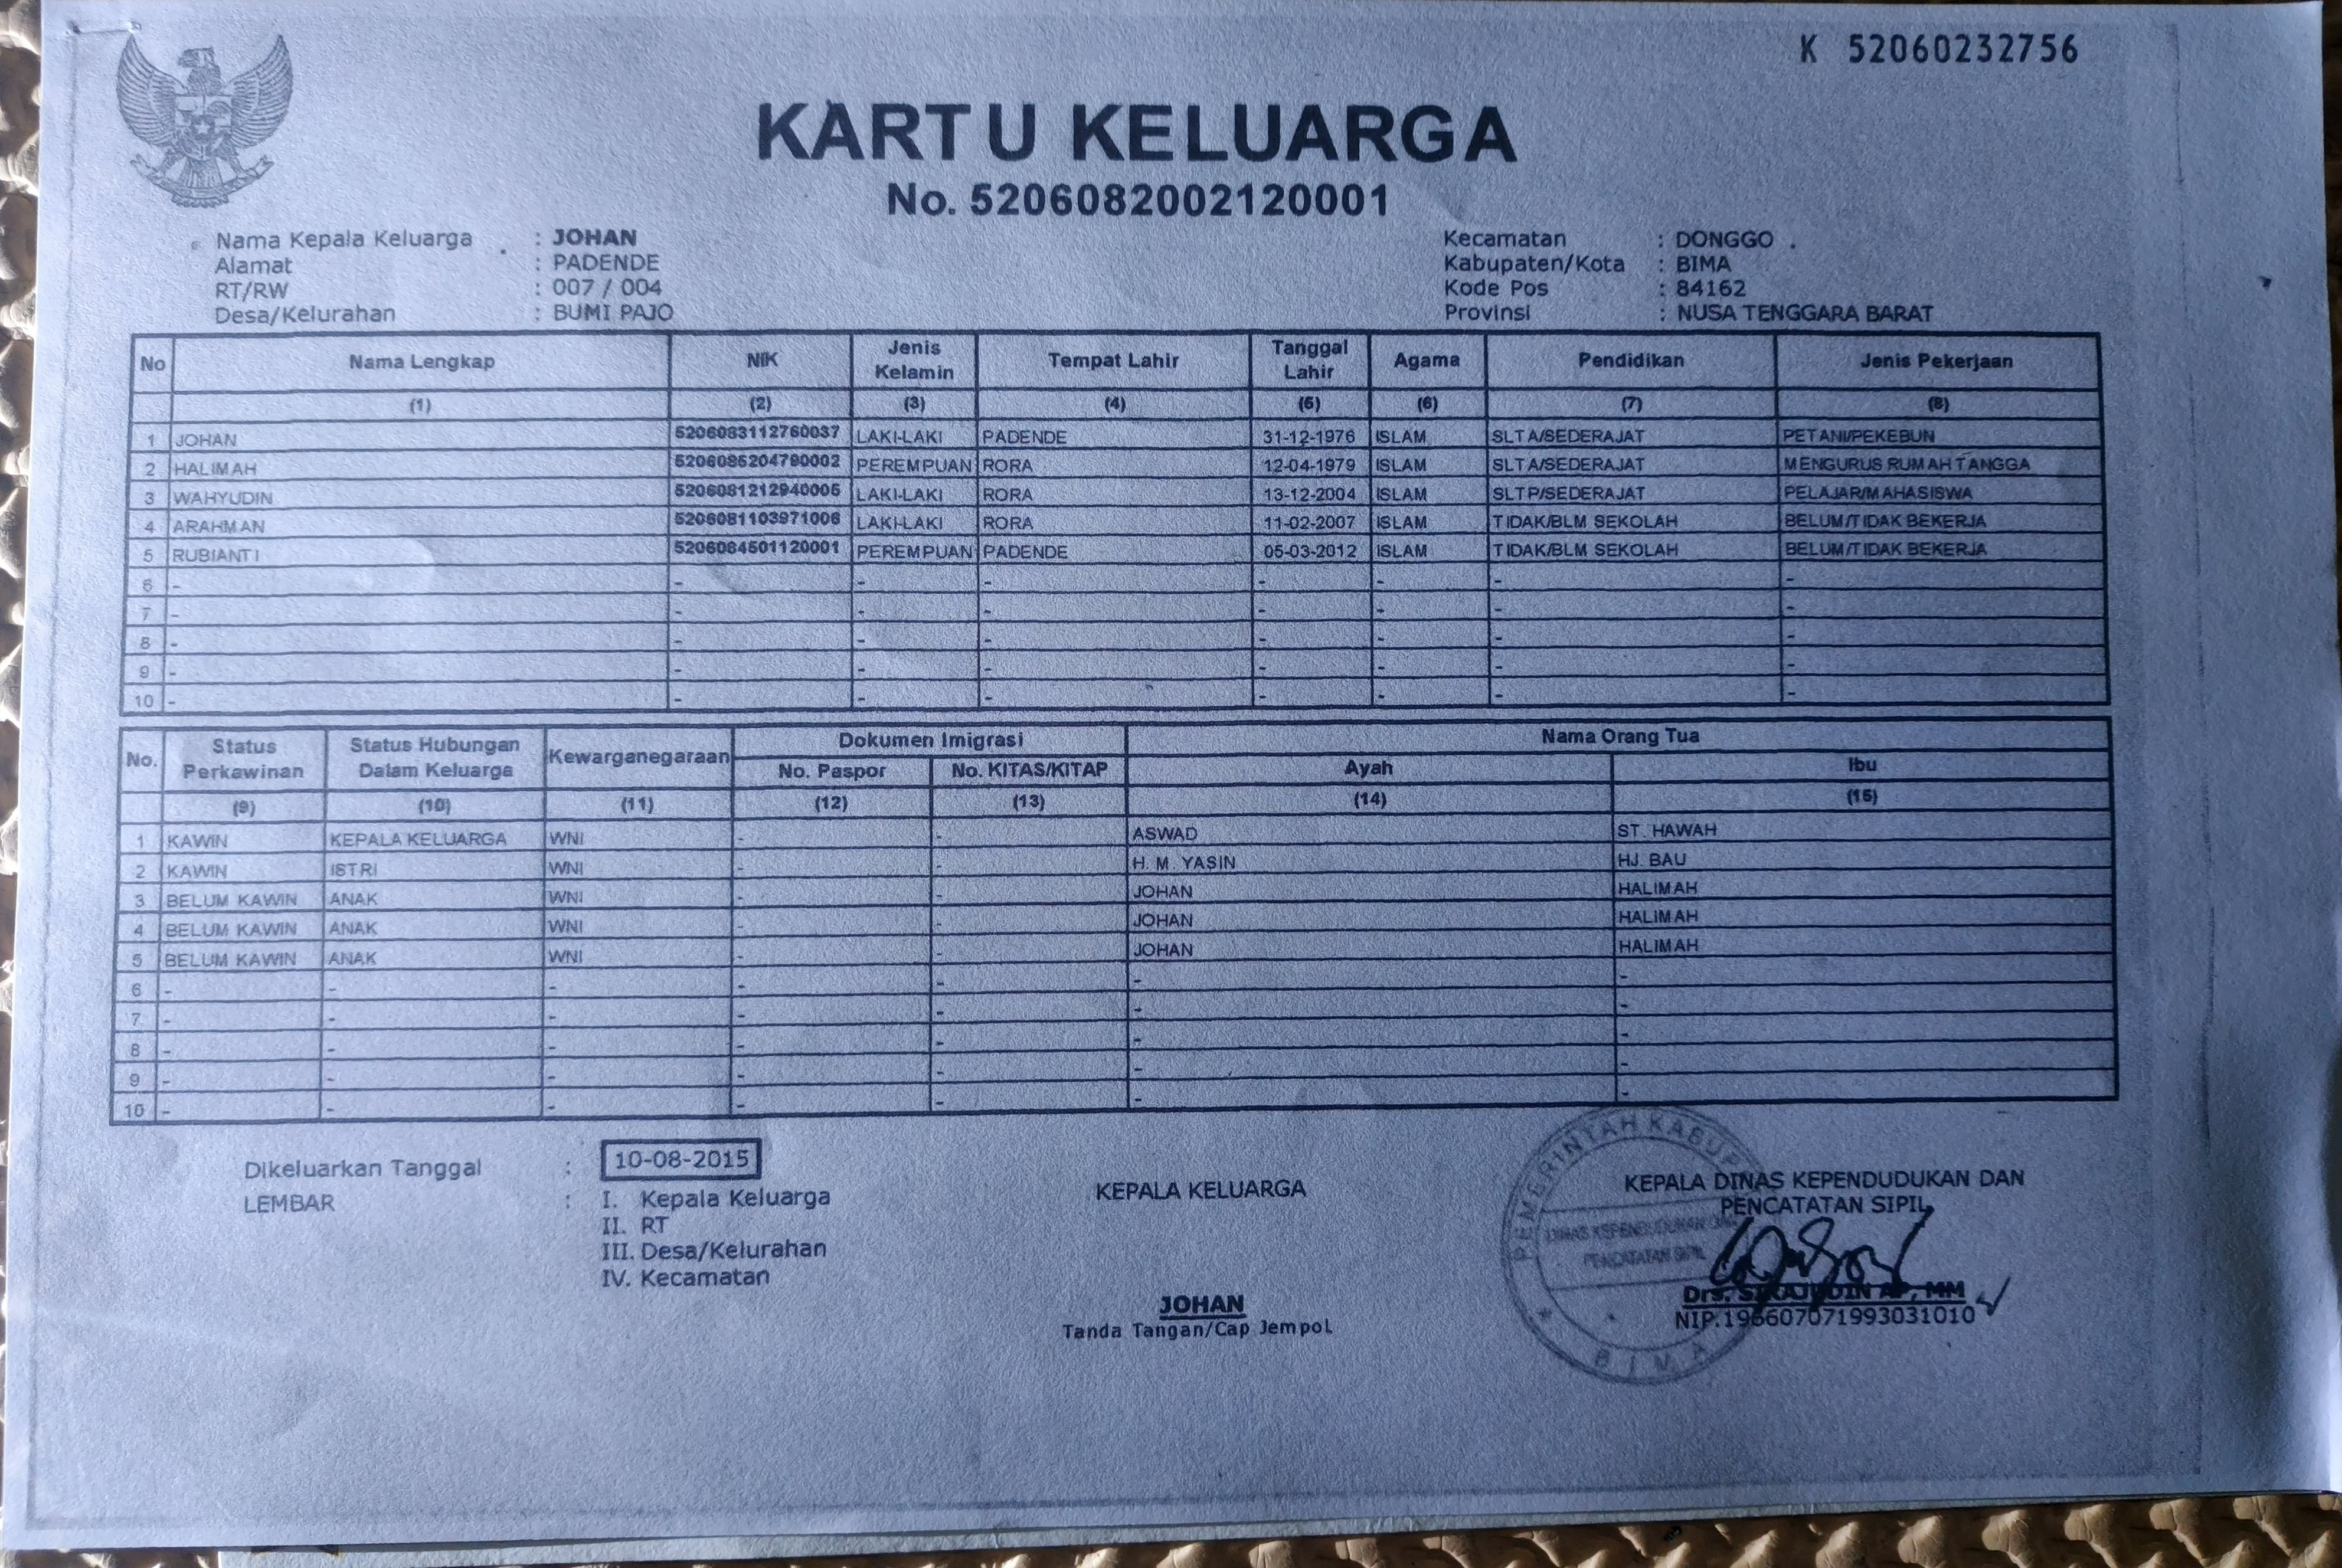 K 52060232756
KARTU KELUARGA
No. 5206082002120001
Nama Kepala Keluarga : JOHAN
Alamat : PADENDE
RT/RW : 007 / 004
Desa/Kelurahan : BUMI PAJO
Kecamatan : DONGGO
Kabupaten/Kota : BIMA
Kode Pos : 84162
Provinsi : NUSA TENGGARA BARAT
No Nama Lengkap NIK Jenis Kelamin Tempat Lahir Tanggal Lahir Agama Pendidikan Jenis Pekerjaan
(1) (2) (3) (4) (5) (6) (7) (8)
1 JOHAN 5206083112760037 LAKI-LAKI PADENDE 31-12-1976 ISLAM SLTA/SEDERAJAT PETANI/PEKEBUN
2 HALIMAH 5206085204790002 PEREMPUAN RORA 12-04-1979 ISLAM SLTA/SEDERAJAT MENGURUS RUMAH TANGGA
3 WAHYUDIN 5206081212940005 LAKI-LAKI RORA 13-12-2004 ISLAM SLTP/SEDERAJAT PELAJAR/MAHASISWA
4 ARAHMAN 5206081103971006 LAKI-LAKI RORA 11-02-2007 ISLAM TIDAK/BLM SEKOLAH BELUM/TIDAK BEKERJA
5 RUBIANTI 5206084501120001 PEREMPUAN PADENDE 05-03-2012 ISLAM TIDAK/BLM SEKOLAH BELUM/TIDAK BEKERJA
6 - - - - - - - -
7 - - - - - - - -
8 - - - - - - - -
9 - - - - - - - -
10 - - - - - - - -
No. Status Perkawinan Status Hubungan Dalam Keluarga Kewarganegaraan Dokumen Imigrasi Nama Orang Tua
No. Paspor No. KITAS/KITAP Ayah Ibu
(9) (10) (11) (12) (13) (14) (15)
1 KAWIN KEPALA KELUARGA WNI - - ASWAD ST. HAWAH
2 KAWIN ISTRI WNI - - H. M. YASIN HJ. BAU
3 BELUM KAWIN ANAK WNI - - JOHAN HALIMAH
4 BELUM KAWIN ANAK WNI - - JOHAN HALIMAH
5 BELUM KAWIN ANAK WNI - - JOHAN HALIMAH
6 - - - - - - -
7 - - - - - - -
8 - - - - - - -
9 - - - - - - -
10 - - - - - - -
Dikeluarkan Tanggal : 10-08-2015
LEMBAR : I. Kepala Keluarga
II. RT
III. Desa/Kelurahan
IV. Kecamatan
KEPALA KELUARGA
JOHAN
Tanda Tangan/Cap Jempol
KEPALA DINAS KEPENDUDUKAN DAN
PENCATATAN SIPIL
PEMERINTAH KABUP
DINAS KEPENDUDUKAN
PENCATATAN SIPIL
BIMA
Drs. SIRAJUDIN AP, MM
NIP.196607071993031010